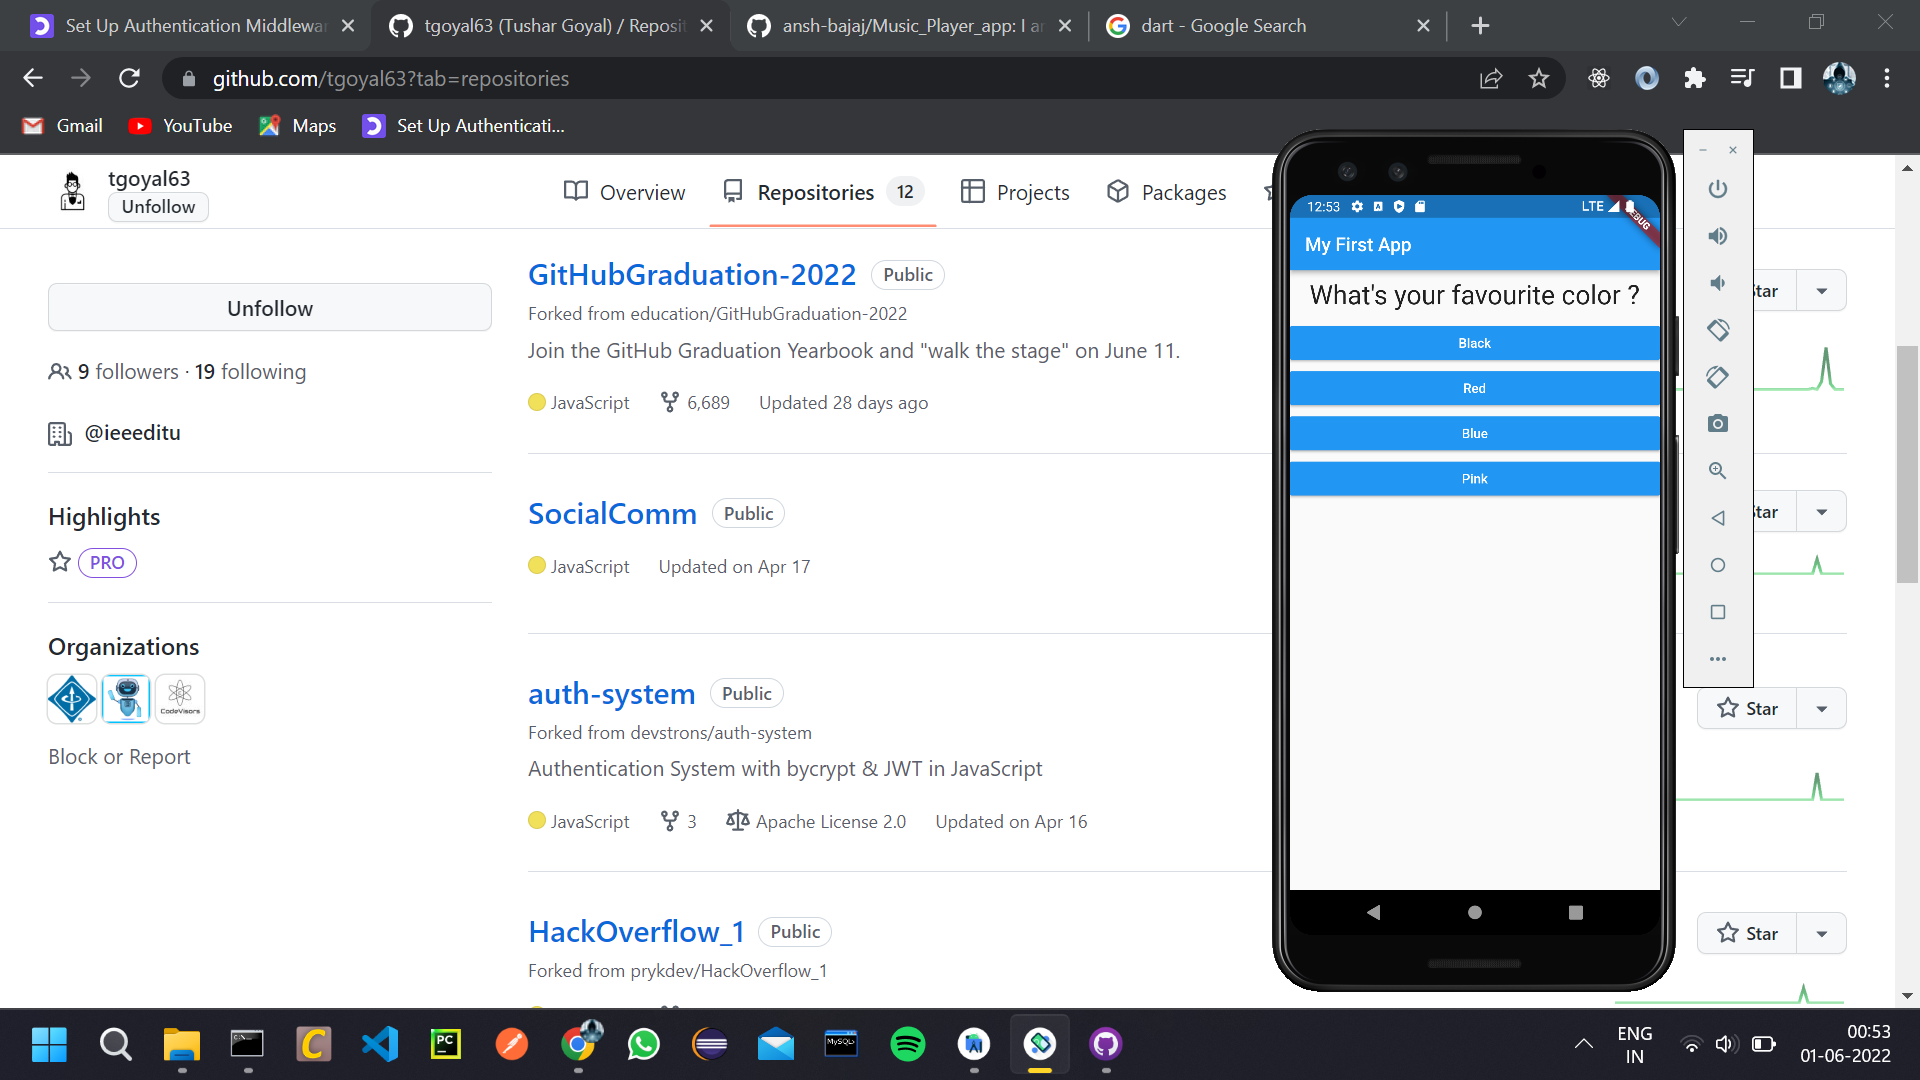 Set Up Authentication Middlewar
tgoyal63 (Tushar Goyal) / Reposit
ansh-bajaj/Music_Player_app: I ar
dart - Google Search
github.com/tgoyal63?tab=repositories
Gmail
YouTube
Maps
Set Up Authenticati...
tgoyal63
Unfollow
Overview
Repositories 12
Projects
Packages
Unfollow
9 followers · 19 following
@ieeeditu
Highlights
PRO
Organizations
CodeVisors
Block or Report
GitHubGraduation-2022 Public
Forked from education/GitHubGraduation-2022
Join the GitHub Graduation Yearbook and "walk the stage" on June 11.
JavaScript 6,689 Updated 28 days ago
SocialComm Public
JavaScript Updated on Apr 17
auth-system Public
Forked from devstrons/auth-system
Authentication System with bycrypt & JWT in JavaScript
JavaScript 3 Apache License 2.0 Updated on Apr 16
HackOverflow_1 Public
Forked from prykdev/HackOverflow_1
12:53
LTE
My First App
What's your favourite color ?
Black
Red
Blue
Pink
Star
Star
PC
MySQL
ENG
IN
00:53
01-06-2022